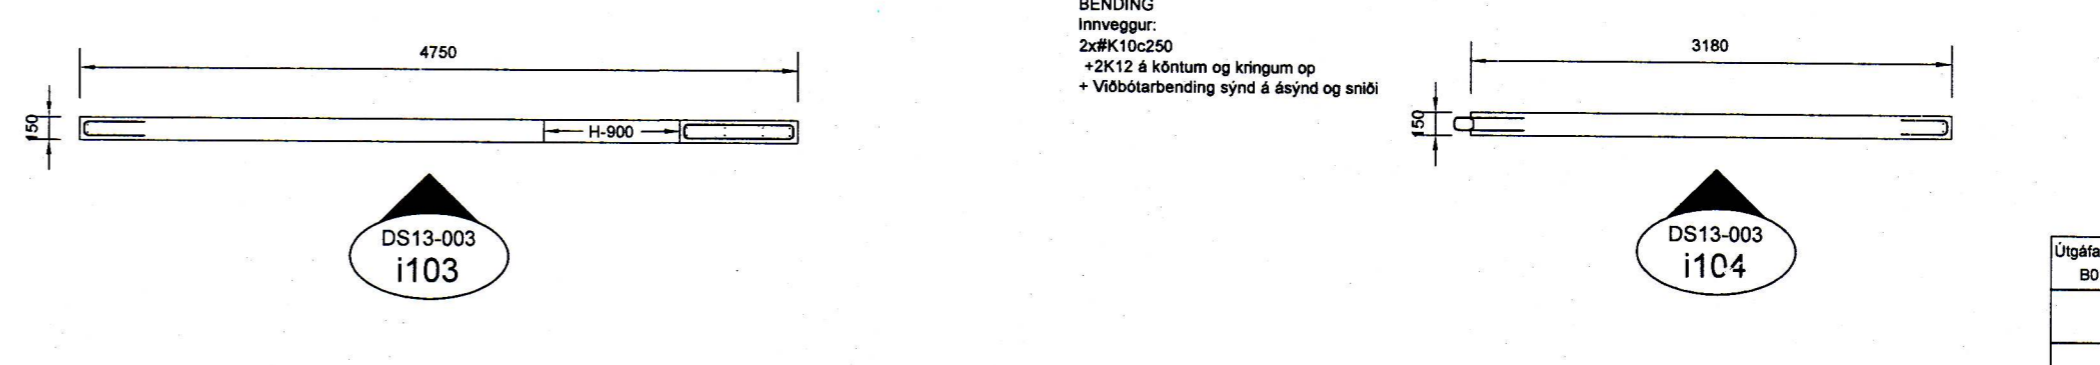 4750
150
H-900
DS13-003
i103
BENDING
Innveggur:
2x#K10c250
+2K12 á köntum og kringum op
+ Viðbótarbending sýnd á ásýnd og sniði
3180
150
DS13-003
i104
Útgáfa
B0